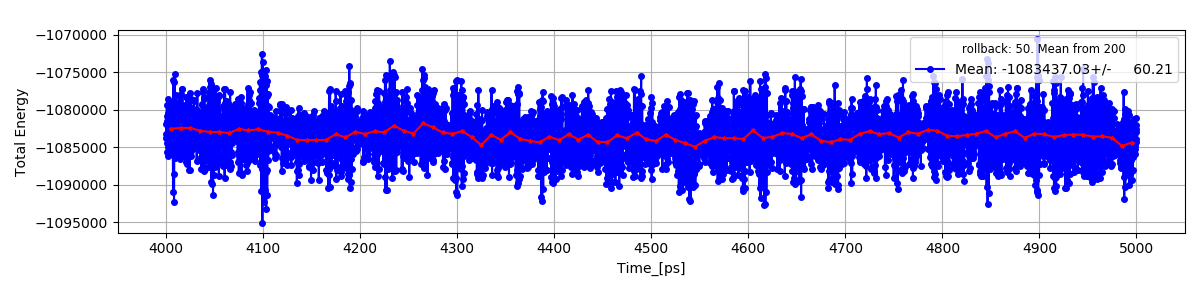 −1070000
−1075000
−1080000
−1085000
−1090000
−1095000
Total Energy
rollback: 50. Mean from 200
Mean: -1083437.03+/- 60.21
4000 4100 4200 4300 4400 4500 4600 4700 4800 4900 5000
Time_[ps]